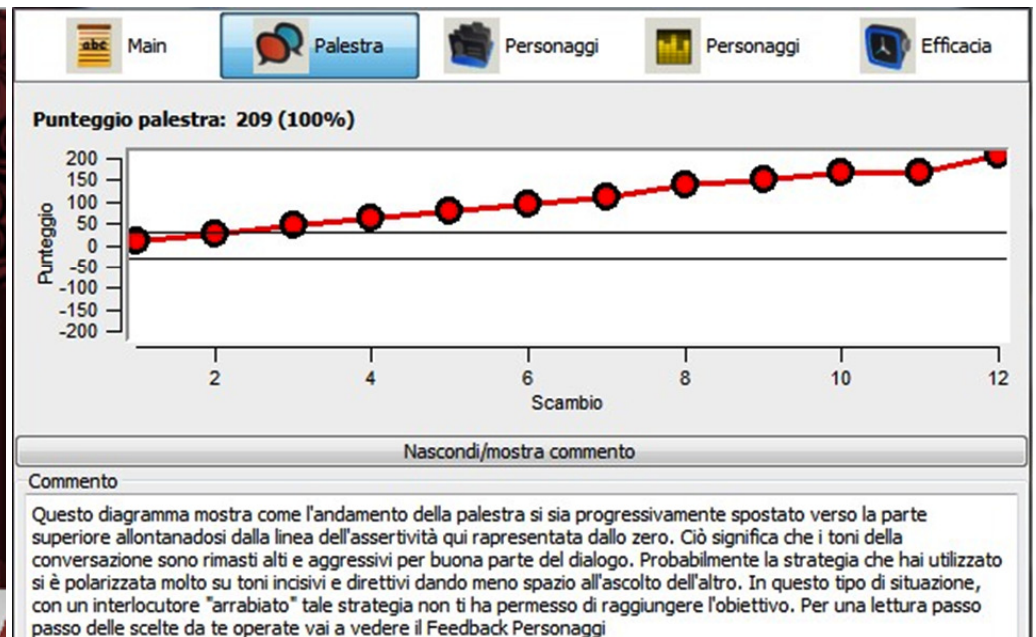 abc Main Palestra Personaggi Personaggi Efficacia
Punteggio palestra: 209 (100%)
200
150
100
50
0
-50
-100
-150
-200
Punteggio
2 4 6 8 10 12
Scambio
Nascondi/mostra commento
Commento
Questo diagramma mostra come l'andamento della palestra si sia progressivamente spostato verso la parte
superiore allontanadosi dalla linea dell'assertività qui rapresentata dallo zero. Ciò significa che i toni della
conversazione sono rimasti alti e aggressivi per buona parte del dialogo. Probabilmente la strategia che hai utilizzato
si è polarizzata molto su toni incisivi e direttivi dando meno spazio all'ascolto dell'altro. In questo tipo di situazione,
con un interlocutore "arrabiato" tale strategia non ti ha permesso di raggiungere l'obiettivo. Per una lettura passo
passo delle scelte da te operate vai a vedere il Feedback Personaggi